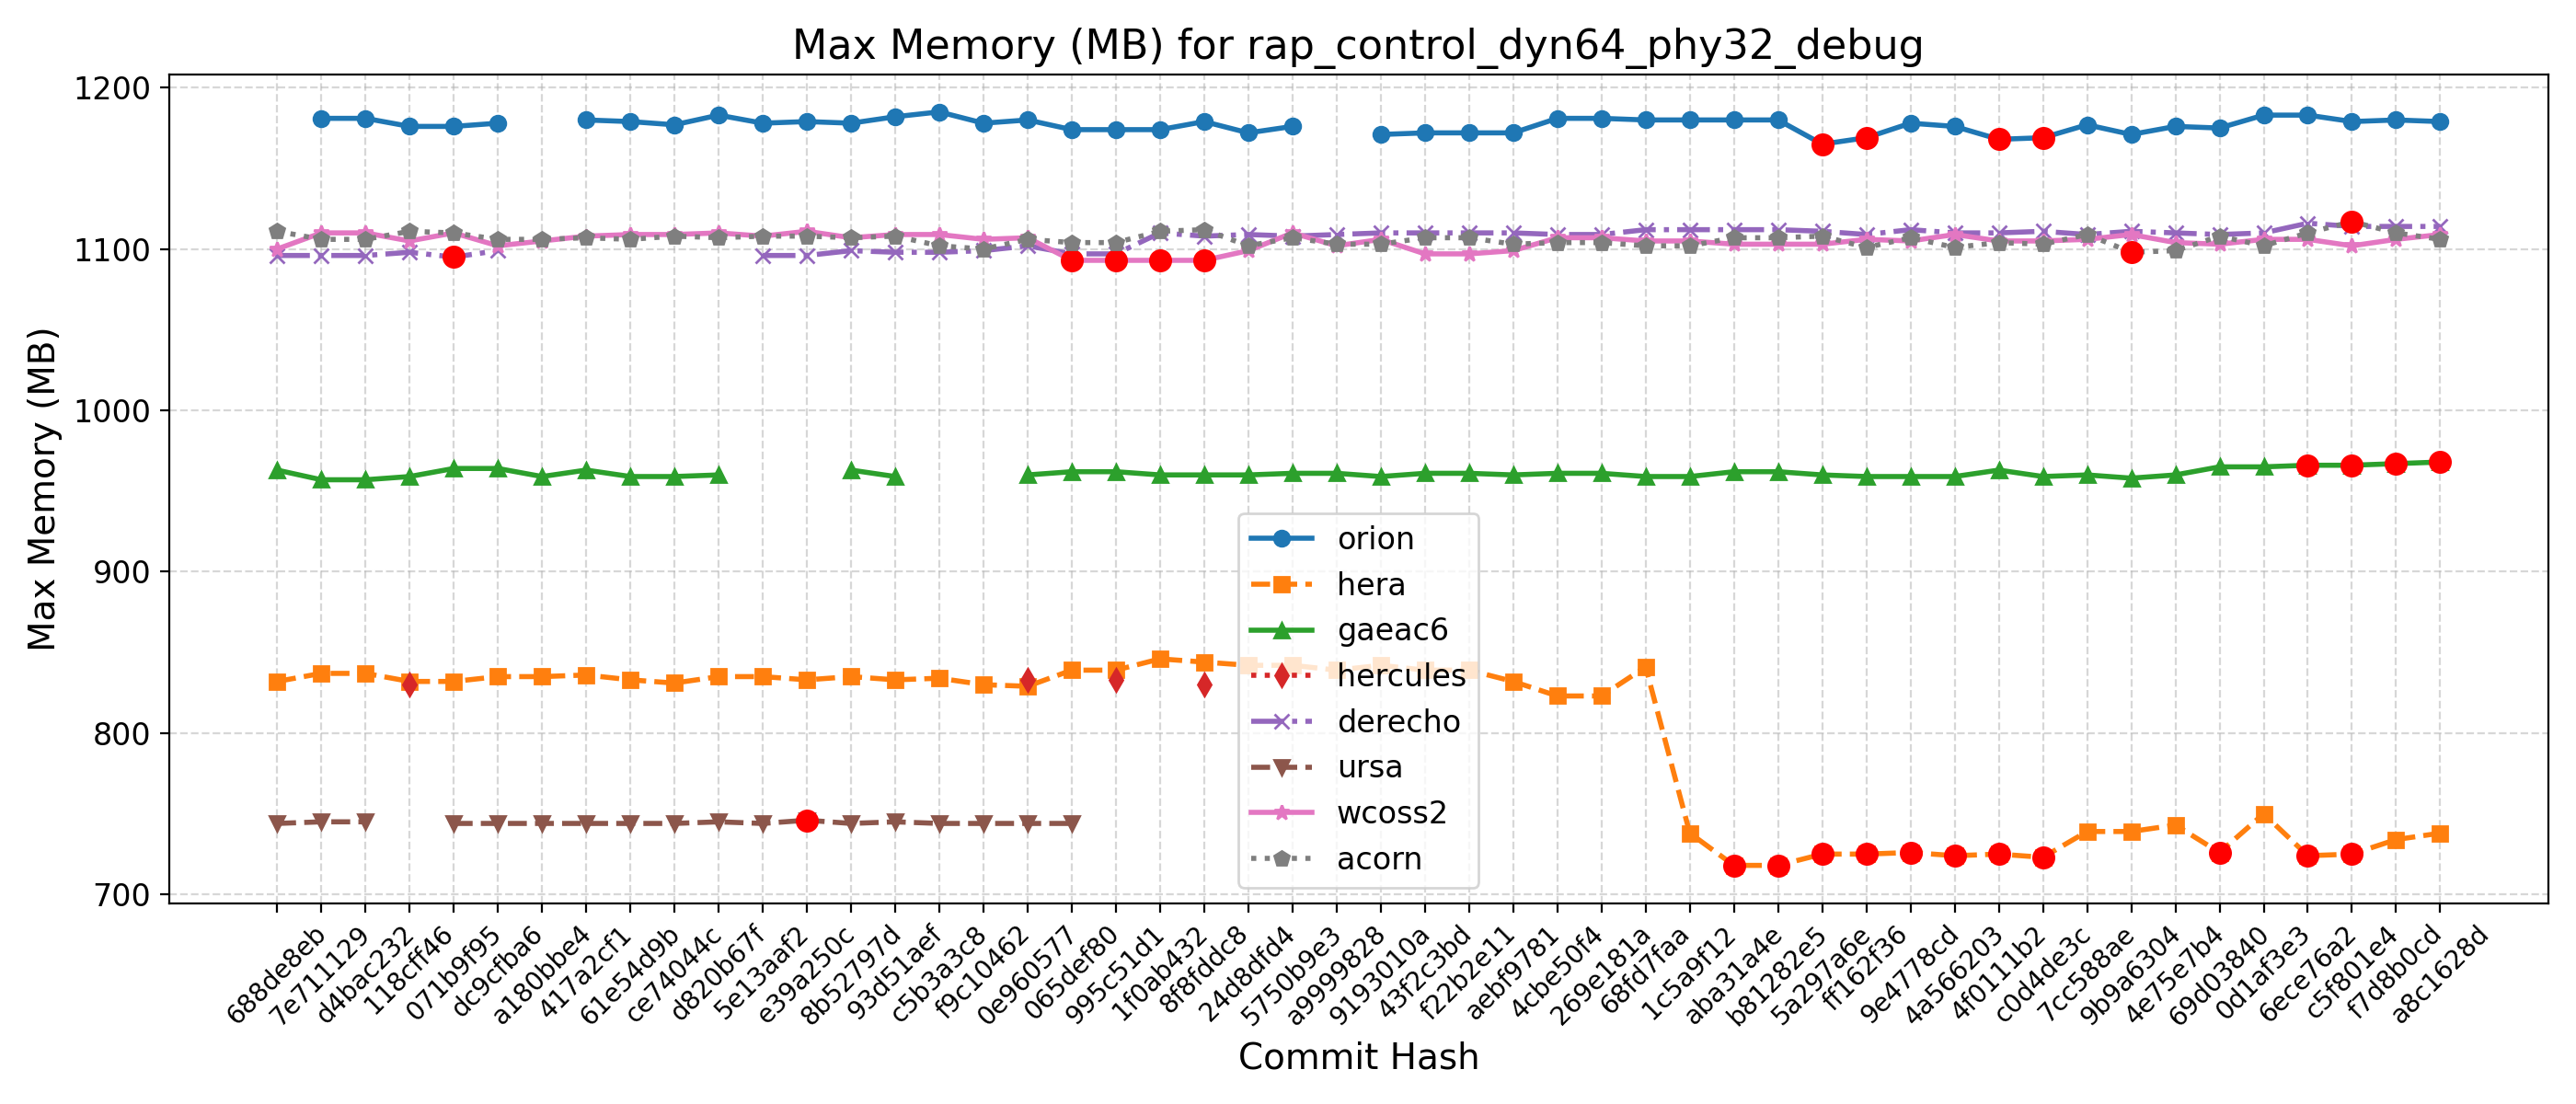 Max Memory (MB) for rap_control_dyn64_phy32_debug
Max Memory (MB)
1200
1100
1000
900
800
700
orion
hera
gaeac6
hercules
derecho
ursa
wcoss2
acorn
688de8eb
7e711129
d4bac232
118cff46
071b9f95
dc9cfba6
a180bbe4
417a2cf1
61e54d9b
ce74044c
d820b67f
5e13aaf2
e39a250c
8b52797d
93d51aef
c5b3a3c8
f9c10462
0e960577
065def80
995c51d1
1f0ab432
8f8fddc8
24d8dfd4
5750b9e3
a9999828
9193010a
43f2c3bd
f22b2e11
aebf9781
4cbe50f4
269e181a
68fd7faa
1c5a9f12
aba31a4e
b81282e5
5a297a6e
ff162f36
9e4778cd
4a566203
4f0111b2
c0d4de3c
7cc588ae
9b9a6304
4e75e7b4
69d03840
0d1af3e3
6ece76a2
c5f801e4
f7d8b0cd
a8c1628d
Commit Hash